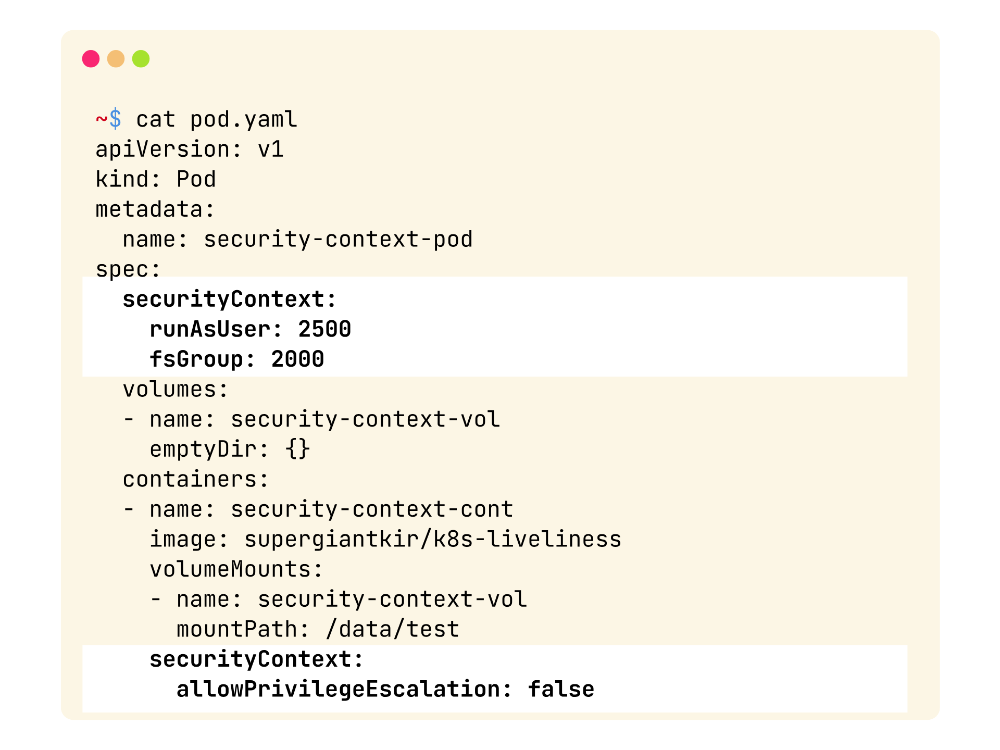 ~$ cat pod.yaml
apiVersion: v1
kind: Pod
metadata:
  name: security-context-pod
spec:
  securityContext:
    runAsUser: 2500
    fsGroup: 2000
  volumes:
  - name: security-context-vol
    emptyDir: {}
  containers:
  - name: security-context-cont
    image: supergiantkir/k8s-liveliness
    volumeMounts:
    - name: security-context-vol
      mountPath: /data/test
    securityContext:
      allowPrivilegeEscalation: false